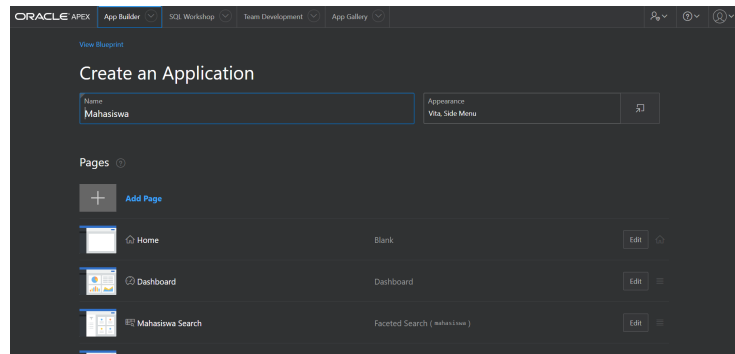 ORACLE APEX App Builder SQL Workshop Team Development App Gallery
View Blueprint
Create an Application
Name
Mahasiswa
Appearance
Vita, Side Menu
Pages
Add Page
Home Blank Edit
Dashboard Dashboard Edit
Mahasiswa Search Faceted Search ( mahasiswa ) Edit